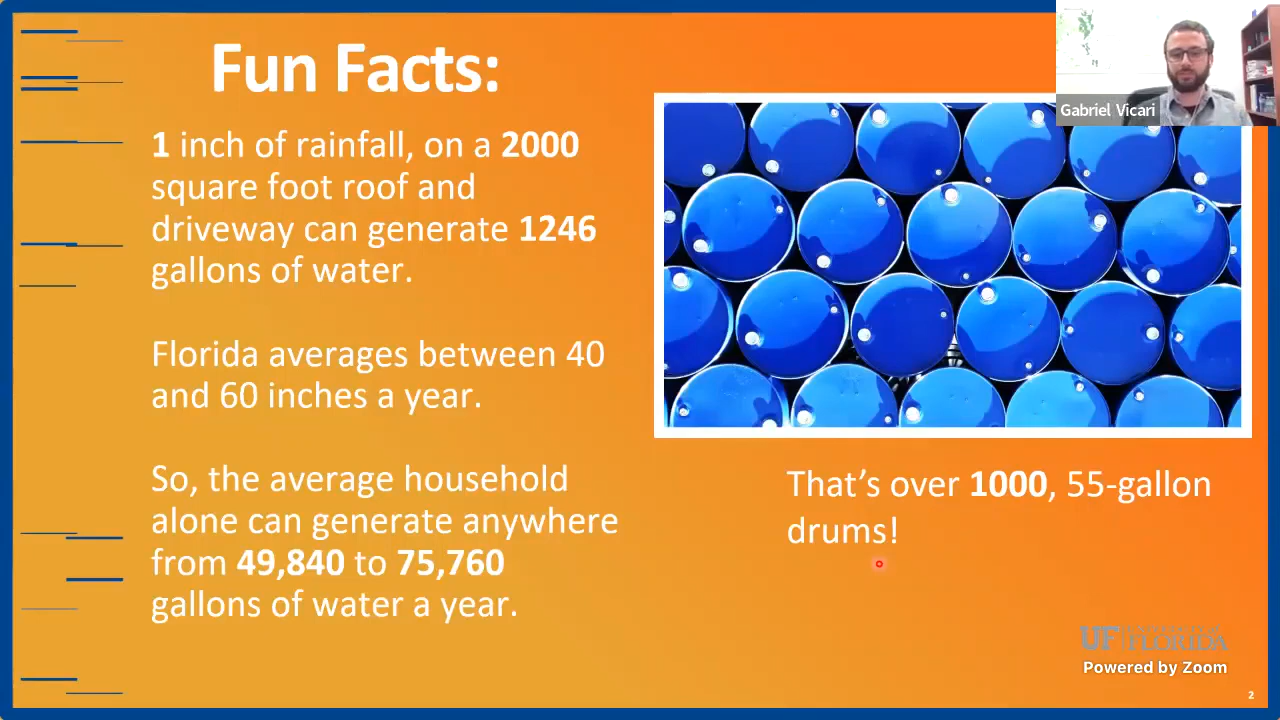 Fun Facts:
1 inch of rainfall, on a 2000
square foot roof and
driveway can generate 1246
gallons of water.
Florida averages between 40
and 60 inches a year.
So, the average household
alone can generate anywhere
from 49,840 to 75,760
gallons of water a year.
Gabriel Vicari
That's over 1000, 55-gallon
drums!
UF UNIVERSITY of
FLORIDA
Powered by Zoom
2